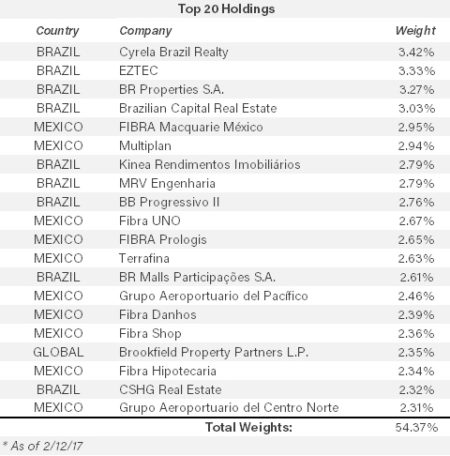 Top 20 Holdings
Country Company Weight
BRAZIL Cyrela Brazil Realty 3.42%
BRAZIL EZTEC 3.33%
BRAZIL BR Properties S.A. 3.27%
BRAZIL Brazilian Capital Real Estate 3.03%
MEXICO FIBRA Macquarie México 2.95%
MEXICO Multiplan 2.94%
BRAZIL Kinea Rendimentos Imobiliários 2.79%
BRAZIL MRV Engenharia 2.79%
BRAZIL BB Progressivo II 2.76%
MEXICO Fibra UNO 2.67%
MEXICO FIBRA Prologis 2.65%
MEXICO Terrafina 2.63%
BRAZIL BR Malls Participações S.A. 2.61%
MEXICO Grupo Aeroportuario del Pacífico 2.46%
MEXICO Fibra Danhos 2.39%
MEXICO Fibra Shop 2.36%
GLOBAL Brookfield Property Partners L.P. 2.35%
MEXICO Fibra Hipotecaria 2.34%
BRAZIL CSHG Real Estate 2.32%
MEXICO Grupo Aeroportuario del Centro Norte 2.31%
Total Weights: 54.37%
* As of 2/12/17